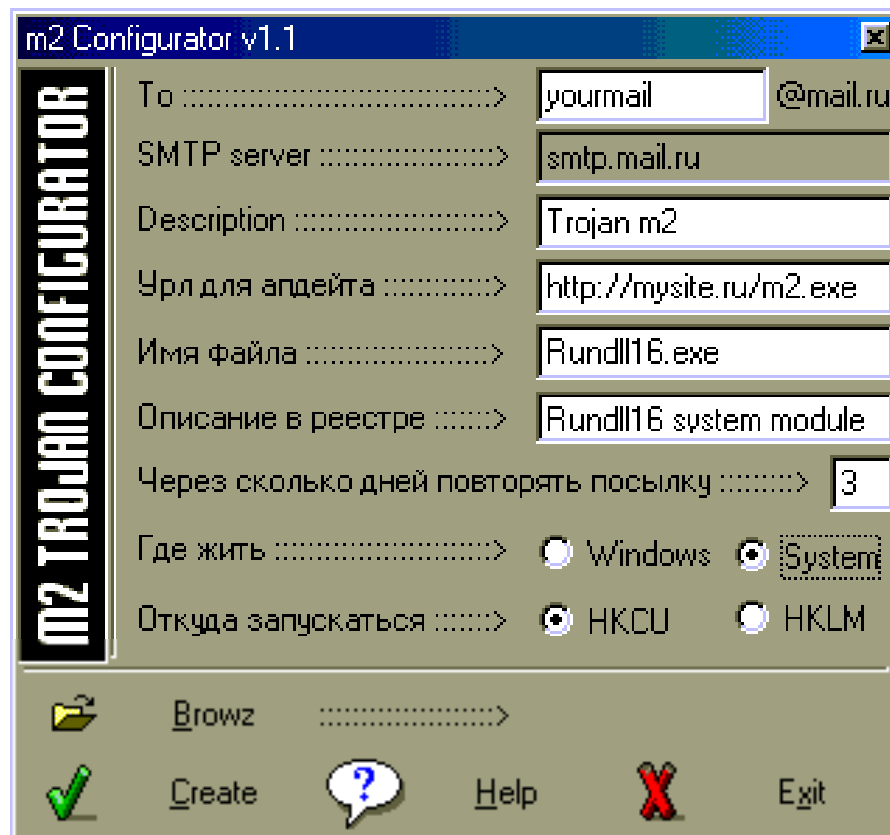 m2 Configurator v1.1
m2 TROJAN CONFIGURATOR
To ::::::::::::::::::::::::::::::::::::> yourmail @mail.ru
SMTP server ::::::::::::::::::::> smtp.mail.ru
Description :::::::::::::::::::::::> Trojan m2
Урл для апдейта ::::::::::::> http://mysite.ru/m2.exe
Имя файла ::::::::::::::::::::> Rundll16.exe
Описание в реестре :::::::> Rundll16 system module
Через сколько дней повторять посылку :::::::::> 3
Где жить :::::::::::::::::::::::::> Windows System
Откуда запускаться :::::::> HKCU HKLM
Browz ::::::::::::::::::::>
Create ? Help Exit